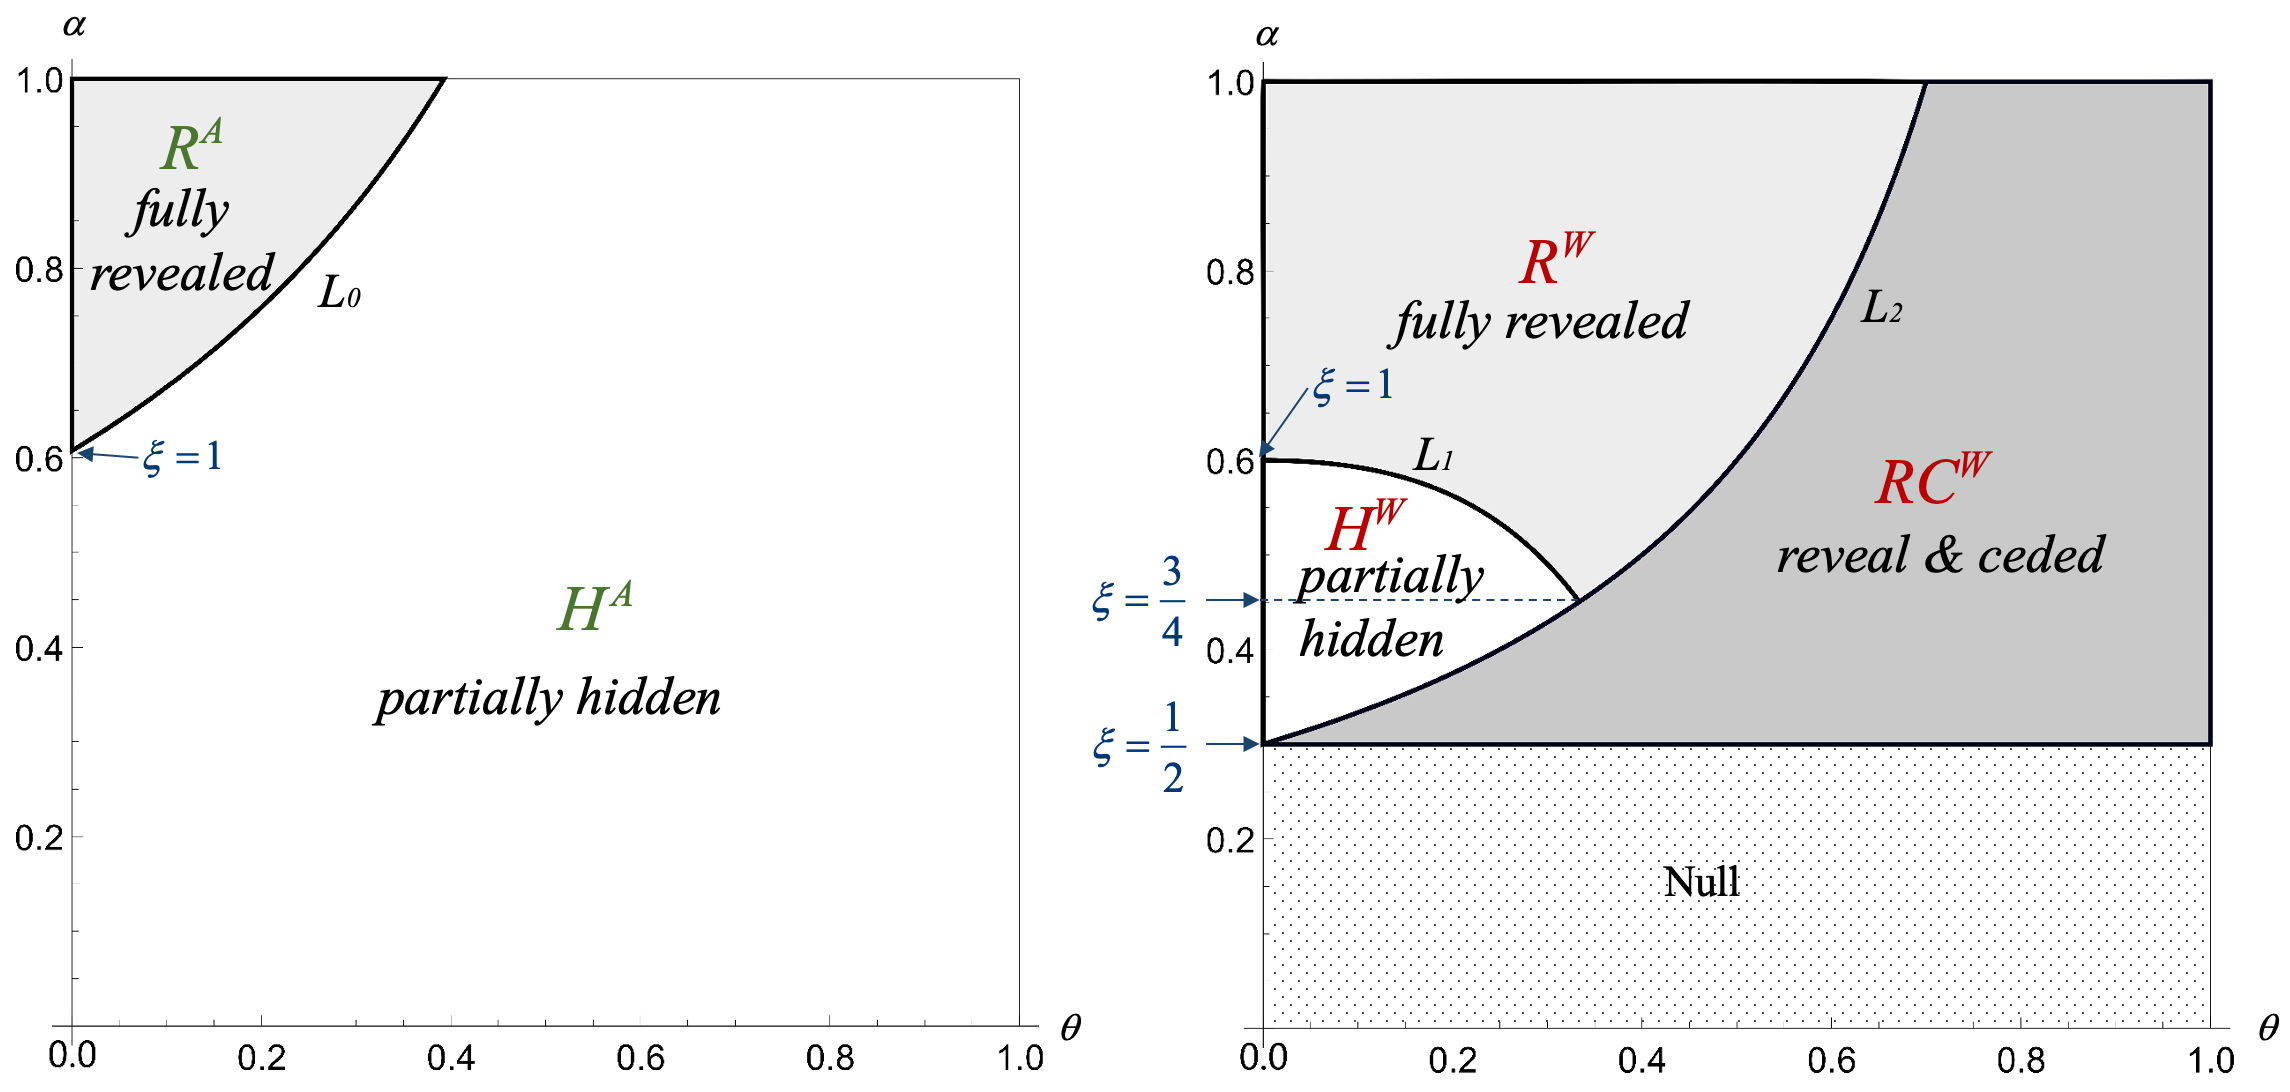 α
1.0
R^A
fully
revealed
L0
0.8
0.6
ξ = 1
H^A
partially hidden
0.4
0.2
θ
0.0 0.2 0.4 0.6 0.8 1.0
α
1.0
R^W
fully revealed
0.8
L2
ξ = 1
L1
0.6
RC^W
reveal & ceded
H^W
partially
hidden
ξ = 3/4
0.4
ξ = 1/2
0.2
Null
θ
0.0 0.2 0.4 0.6 0.8 1.0